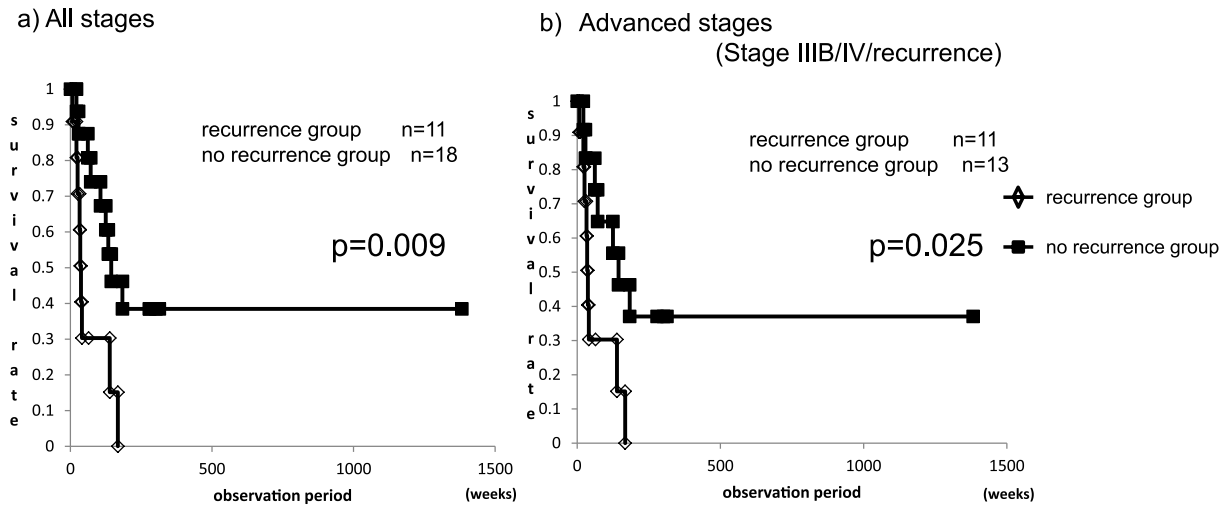 a) All stages
1
0.9
0.8
0.7
0.6
0.5
0.4
0.3
0.2
0.1
0
survival rate
recurrence group n=11
no recurrence group n=18
p=0.009
0 500 1000 1500
observation period (weeks)
b) Advanced stages
(Stage IIIB/IV/recurrence)
1
0.9
0.8
0.7
0.6
0.5
0.4
0.3
0.2
0.1
0
survival rate
recurrence group n=11
no recurrence group n=13
p=0.025
0 500 1000 1500
observation period (weeks)
recurrence group
no recurrence group